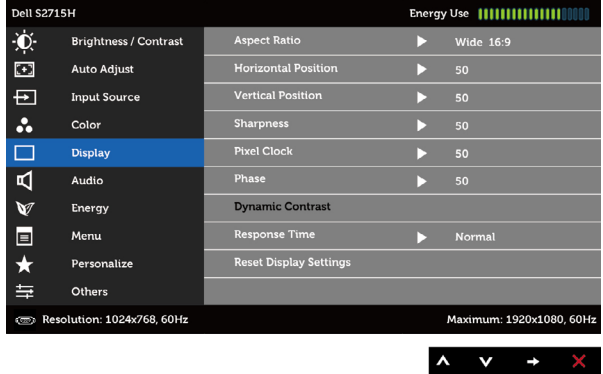 Dell S2715H Energy Use
Brightness / Contrast Aspect Ratio Wide 16:9
Auto Adjust Horizontal Position 50
Input Source Vertical Position 50
Color Sharpness 50
Display Pixel Clock 50
Audio Phase 50
Energy Dynamic Contrast
Menu Response Time Normal
Personalize Reset Display Settings
Others
Resolution: 1024x768, 60Hz Maximum: 1920x1080, 60Hz